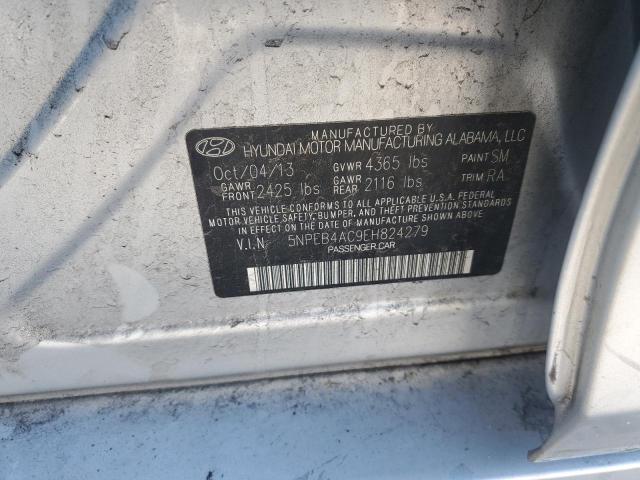 MANUFACTURED BY
HYUNDAI MOTOR MANUFACTURING ALABAMA, LLC
Oct/04/13 GVWR 4365 lbs PAINT SM
GAWR FRONT 2425 lbs GAWR REAR 2116 lbs TRIM RA
THIS VEHICLE CONFORMS TO ALL APPLICABLE U.S.A. FEDERAL
MOTOR VEHICLE SAFETY, BUMPER, AND THEFT PREVENTION
STANDARDS IN EFFECT ON THE DATE OF MANUFACTURE SHOWN ABOVE.
V.I.N. 5NPEB4AC9EH824279
PASSENGER CAR